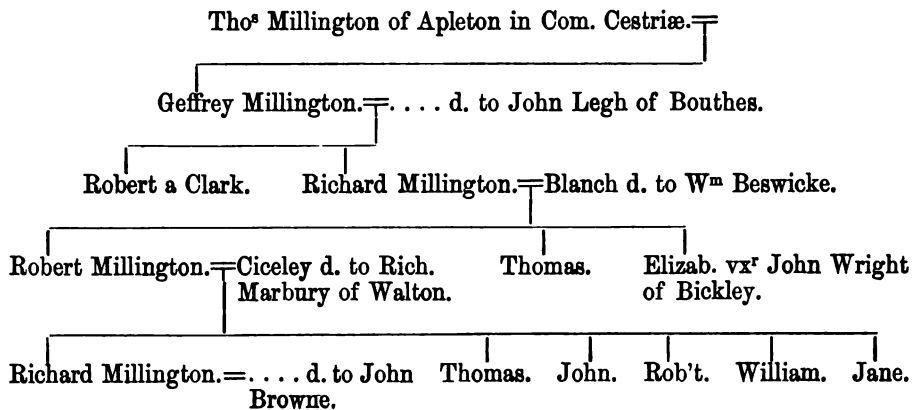 Thoˢ Millington of Apleton in Com. Cestriæ.
Geffrey Millington.=. . . . d. to John Legh of Bouthes.
Robert a Clark. Richard Millington.=Blanch d. to Wᵐ Beswicke.
Robert Millington.=Ciceley d. to Rich. Marbury of Walton. Thomas. Elizab. vxʳ John Wright of Bickley.
Richard Millington.=. . . . d. to John Browne. Thomas. John. Rob't. William. Jane.